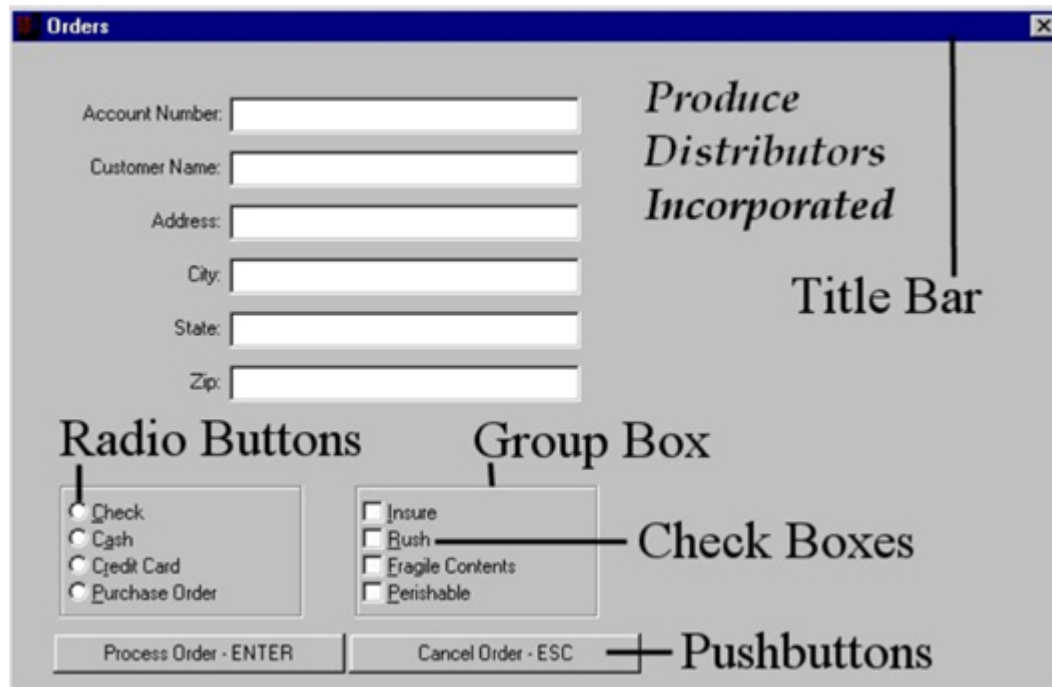 Orders
Account Number:
Produce
Customer Name:
Distributors
Address:
Incorporated
City:
Title Bar
State:
Zip:
Radio Buttons
Group Box
Check
Cash
Credit Card
Purchase Order
Insure
Rush
Fragile Contents
Perishable
Check Boxes
Process Order - ENTER
Cancel Order - ESC
Pushbuttons